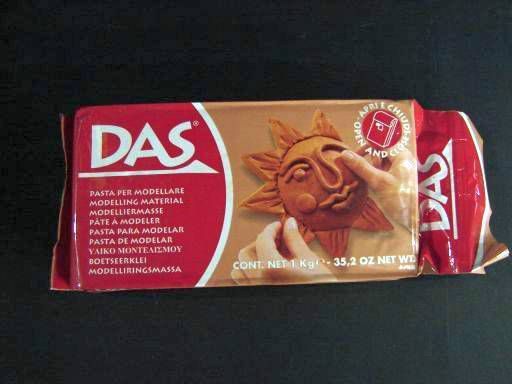 DAS®
PASTA PER MODELLARE
MODELLING MATERIAL
MODELLIERMASSE
PÂTE À MODELER
PASTA PARA MODELAR
PASTA DE MODELAR
ΥΛΙΚΟ ΜΟΝΤΕΛΙΣΜΟΥ
BOETSEERKLEI
MODELLIRINGSMASSA
APRI E CHIUDI
OPEN AND CLOSE
CONT. NET 1 Kg e - 35,2 OZ NET WT.
DAS